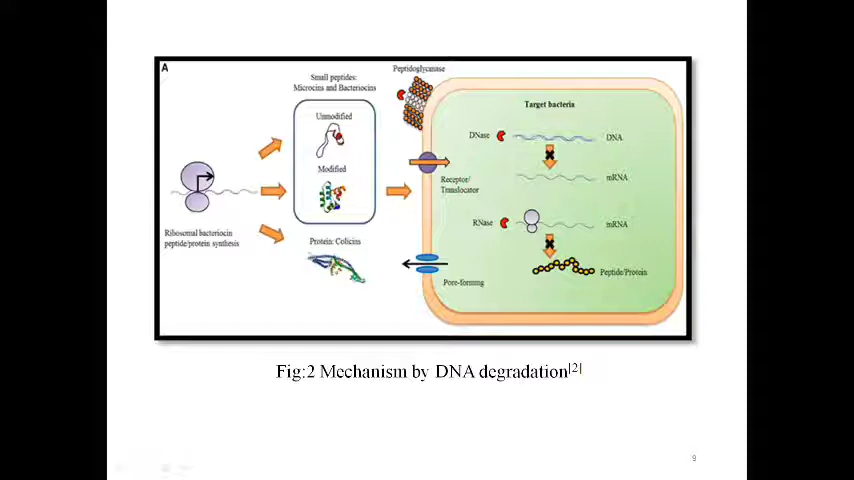 A
Small peptides:
Microcins and Bacteriocins
Unmodified
Modified
Protein: Colicins
Ribosomal bacteriocin
peptide/protein synthesis
Peptidoglycanase
Receptor/
Translocator
Pore-forming
Target bacteria
DNase
DNA
mRNA
RNase
mRNA
Peptide/Protein
Fig:2 Mechanism by DNA degradation[2]
9